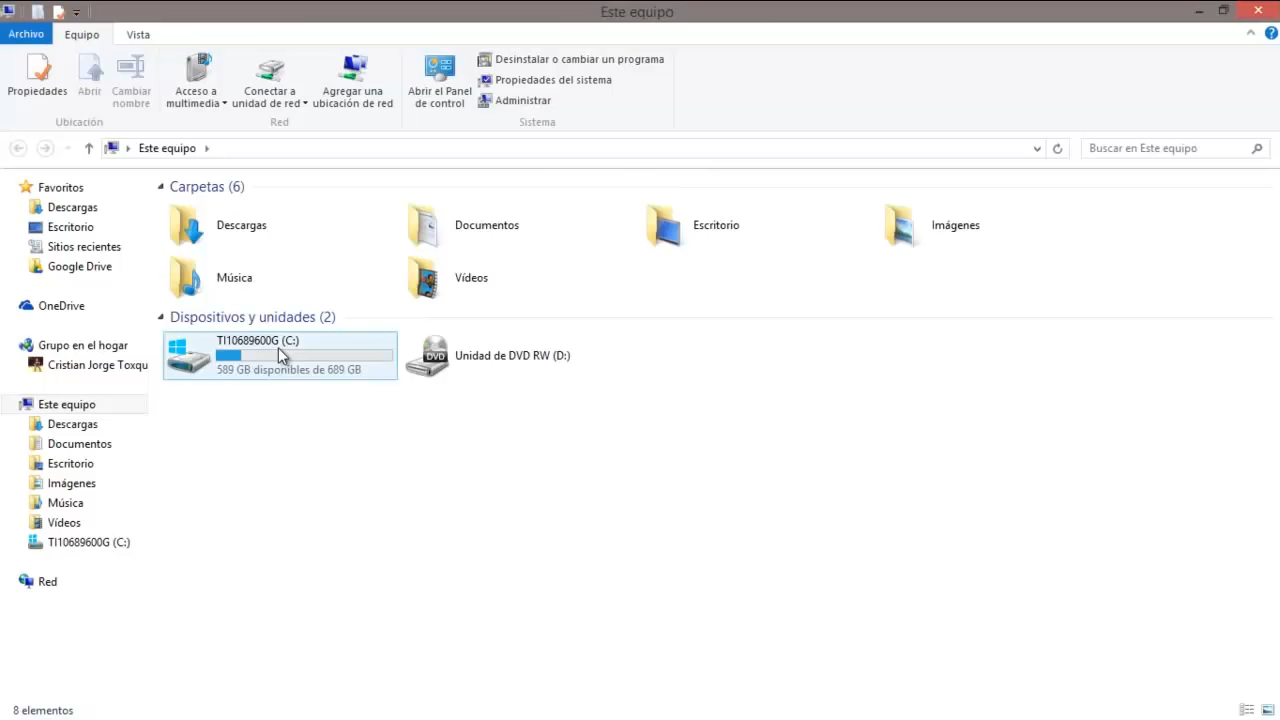 Este equipo
Archivo
Equipo
Vista
Propiedades
Abrir
Cambiar
nombre
Ubicación
Acceso a
multimedia
Conectar a
unidad de red
Agregar una
ubicación de red
Red
Abrir el Panel
de control
Desinstalar o cambiar un programa
Propiedades del sistema
Administrar
Sistema
Este equipo
Buscar en Este equipo
Favoritos
Descargas
Escritorio
Sitios recientes
Google Drive
OneDrive
Grupo en el hogar
Cristian Jorge Toxqu
Este equipo
Descargas
Documentos
Escritorio
Imágenes
Música
Vídeos
TI10689600G (C:)
Red
Carpetas (6)
Descargas
Documentos
Escritorio
Imágenes
Música
Vídeos
Dispositivos y unidades (2)
TI10689600G (C:)
589 GB disponibles de 689 GB
DVD
Unidad de DVD RW (D:)
8 elementos